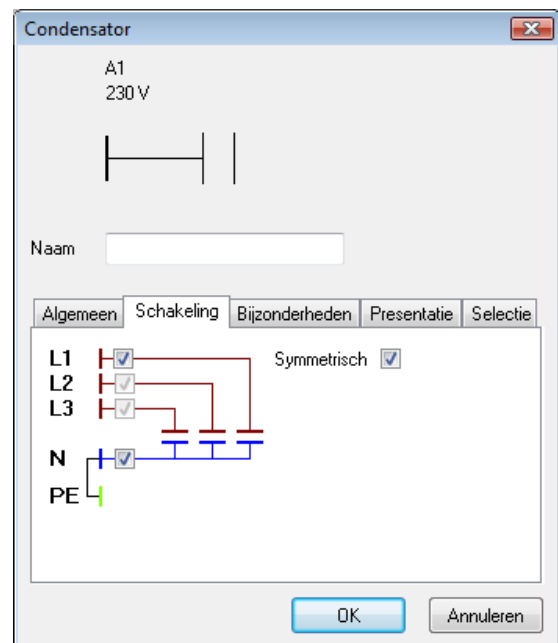 Condensator
A1
230 V
Naam
Algemeen Schakeling Bijzonderheden Presentatie Selectie
L1 Symmetrisch
L2
L3
N
PE
OK Annuleren